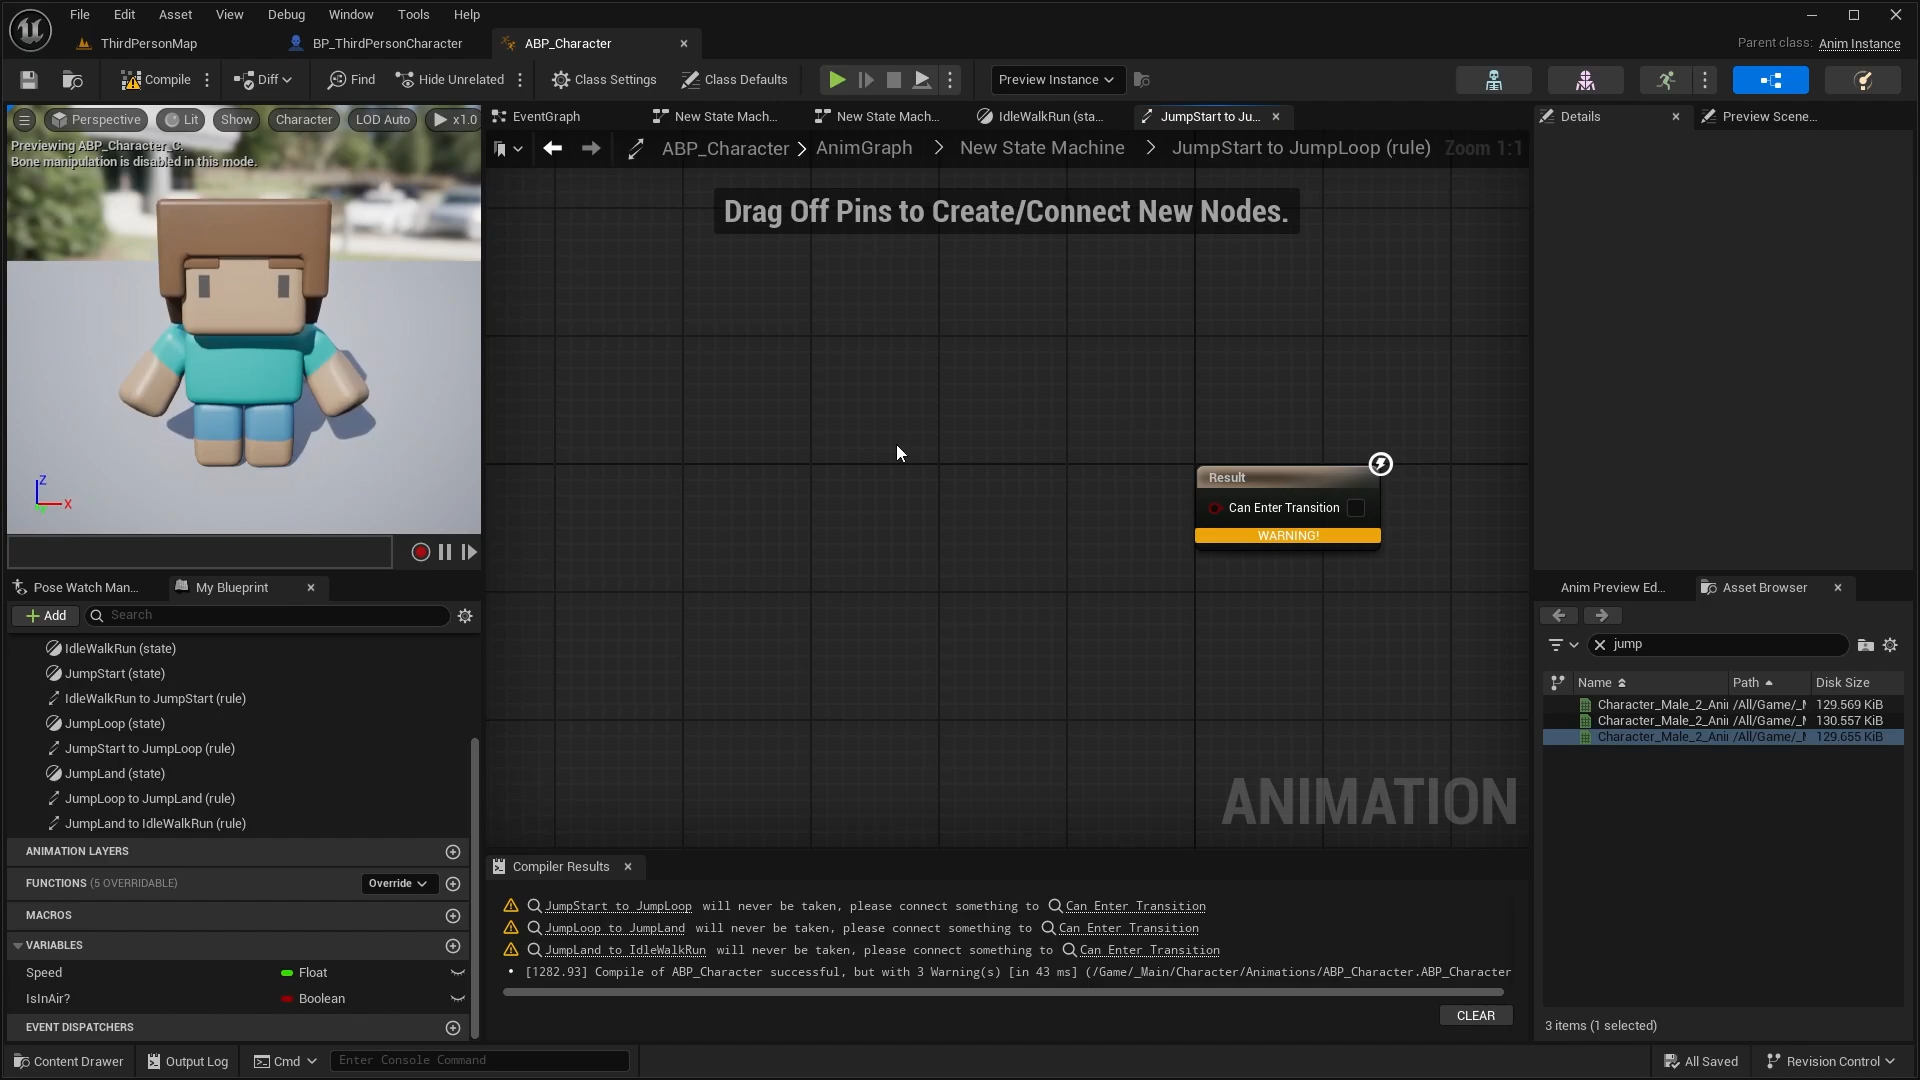 File Edit Asset View Debug Window Tools Help
ThirdPersonMap
BP_ThirdPersonCharacter
ABP_Character
Parent class: Anim Instance
Compile
Diff
Find
Hide Unrelated
Class Settings
Class Defaults
Preview Instance
Perspective
Lit
Show
Character
LOD Auto
x1.0
Previewing ABP_Character_C.
Bone manipulation is disabled in this mode.
Z
X
EventGraph
New State Mach...
New State Mach...
IdleWalkRun (sta...
JumpStart to Ju...
ABP_Character > AnimGraph > New State Machine > JumpStart to JumpLoop (rule)
Zoom 1:1
Drag Off Pins to Create/Connect New Nodes.
Result
Can Enter Transition
WARNING!
ANIMATION
Details
Preview Scene...
Pose Watch Man...
My Blueprint
Add
Search
IdleWalkRun (state)
JumpStart (state)
IdleWalkRun to JumpStart (rule)
JumpLoop (state)
JumpStart to JumpLoop (rule)
JumpLand (state)
JumpLoop to JumpLand (rule)
JumpLand to IdleWalkRun (rule)
ANIMATION LAYERS
FUNCTIONS (5 OVERRIDABLE)
Override
MACROS
VARIABLES
Speed Float
IsInAir? Boolean
EVENT DISPATCHERS
Compiler Results
JumpStart to JumpLoop will never be taken, please connect something to Can Enter Transition
JumpLoop to JumpLand will never be taken, please connect something to Can Enter Transition
JumpLand to IdleWalkRun will never be taken, please connect something to Can Enter Transition
• [1282.93] Compile of ABP_Character successful, but with 3 Warning(s) [in 43 ms] (/Game/_Main/Character/Animations/ABP_Character.ABP_Character
CLEAR
Anim Preview Ed...
Asset Browser
jump
Name Path Disk Size
Character_Male_2_Ani /All/Game/_M 129.569 KiB
Character_Male_2_Ani /All/Game/_M 130.557 KiB
Character_Male_2_Ani /All/Game/_M 129.655 KiB
3 items (1 selected)
Content Drawer
Output Log
Cmd
Enter Console Command
All Saved
Revision Control